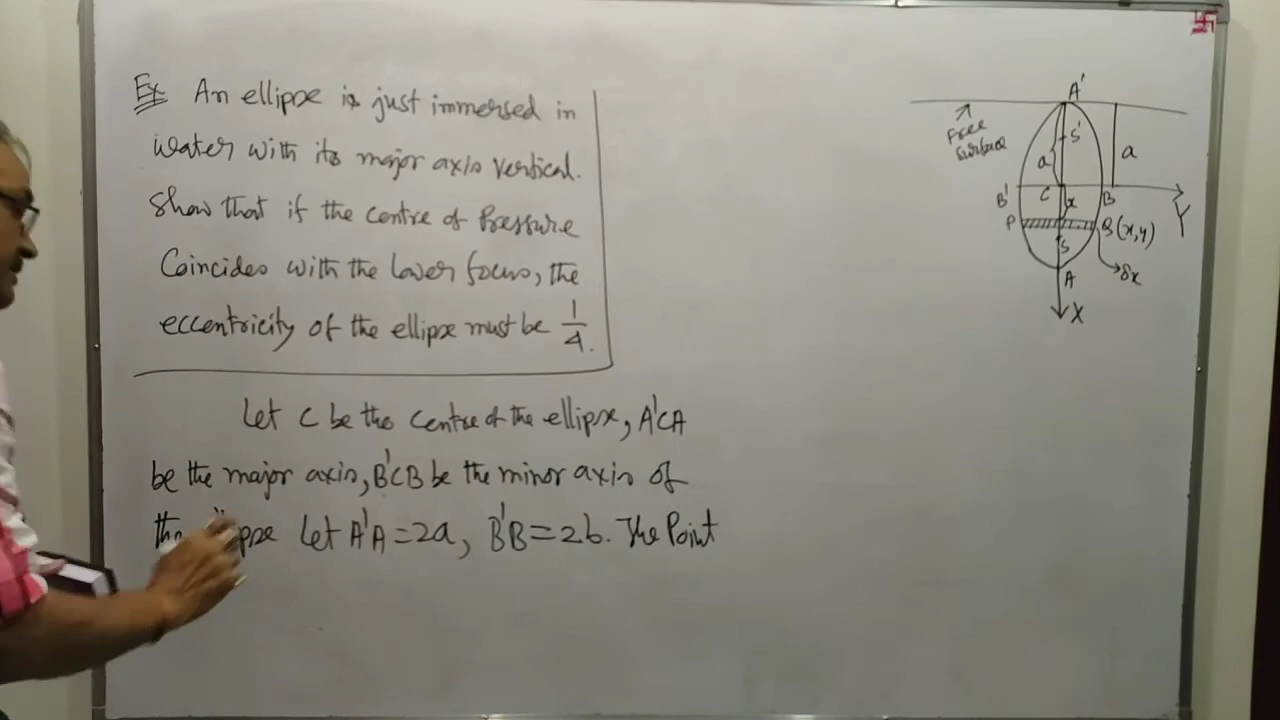 Ex An ellipse is just immersed in
water with its major axis vertical.
Show that if the centre of Pressure
Coincides with the lower focus, the
eccentricity of the ellipse must be 1/4.
Let C be the centre of the ellipse, A'CA
be the major axis, B'CB be the minor axis of
the ellipse Let A'A = 2a, B'B = 2b. The Point
A'
Free
Surface
S'
a
a
B'
C
x
B
Y
P
Q(x,y)
S
δx
A
X